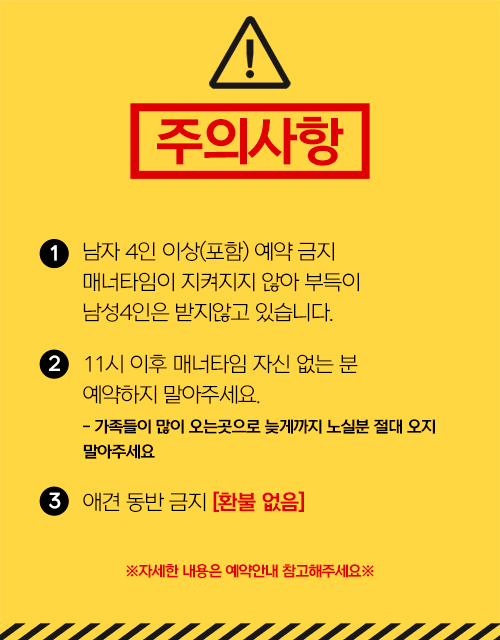 주의사항
1 남자 4인 이상(포함) 예약 금지
매너타임이 지켜지지 않아 부득이
남성4인은 받지않고 있습니다.
2 11시 이후 매너타임 자신 없는 분
예약하지 말아주세요.
- 가족들이 많이 오는곳으로 늦게까지 노실분 절대 오지
말아주세요
3 애견 동반 금지 [환불 없음]
※자세한 내용은 예약안내 참고해주세요※